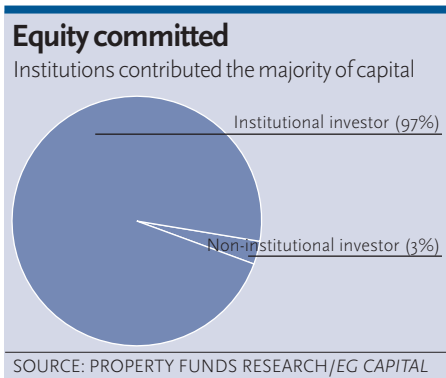 Equity committed
Institutions contributed the majority of capital
Institutional investor (97%)
Non-institutional investor (3%)
SOURCE: PROPERTY FUNDS RESEARCH/EG CAPITAL